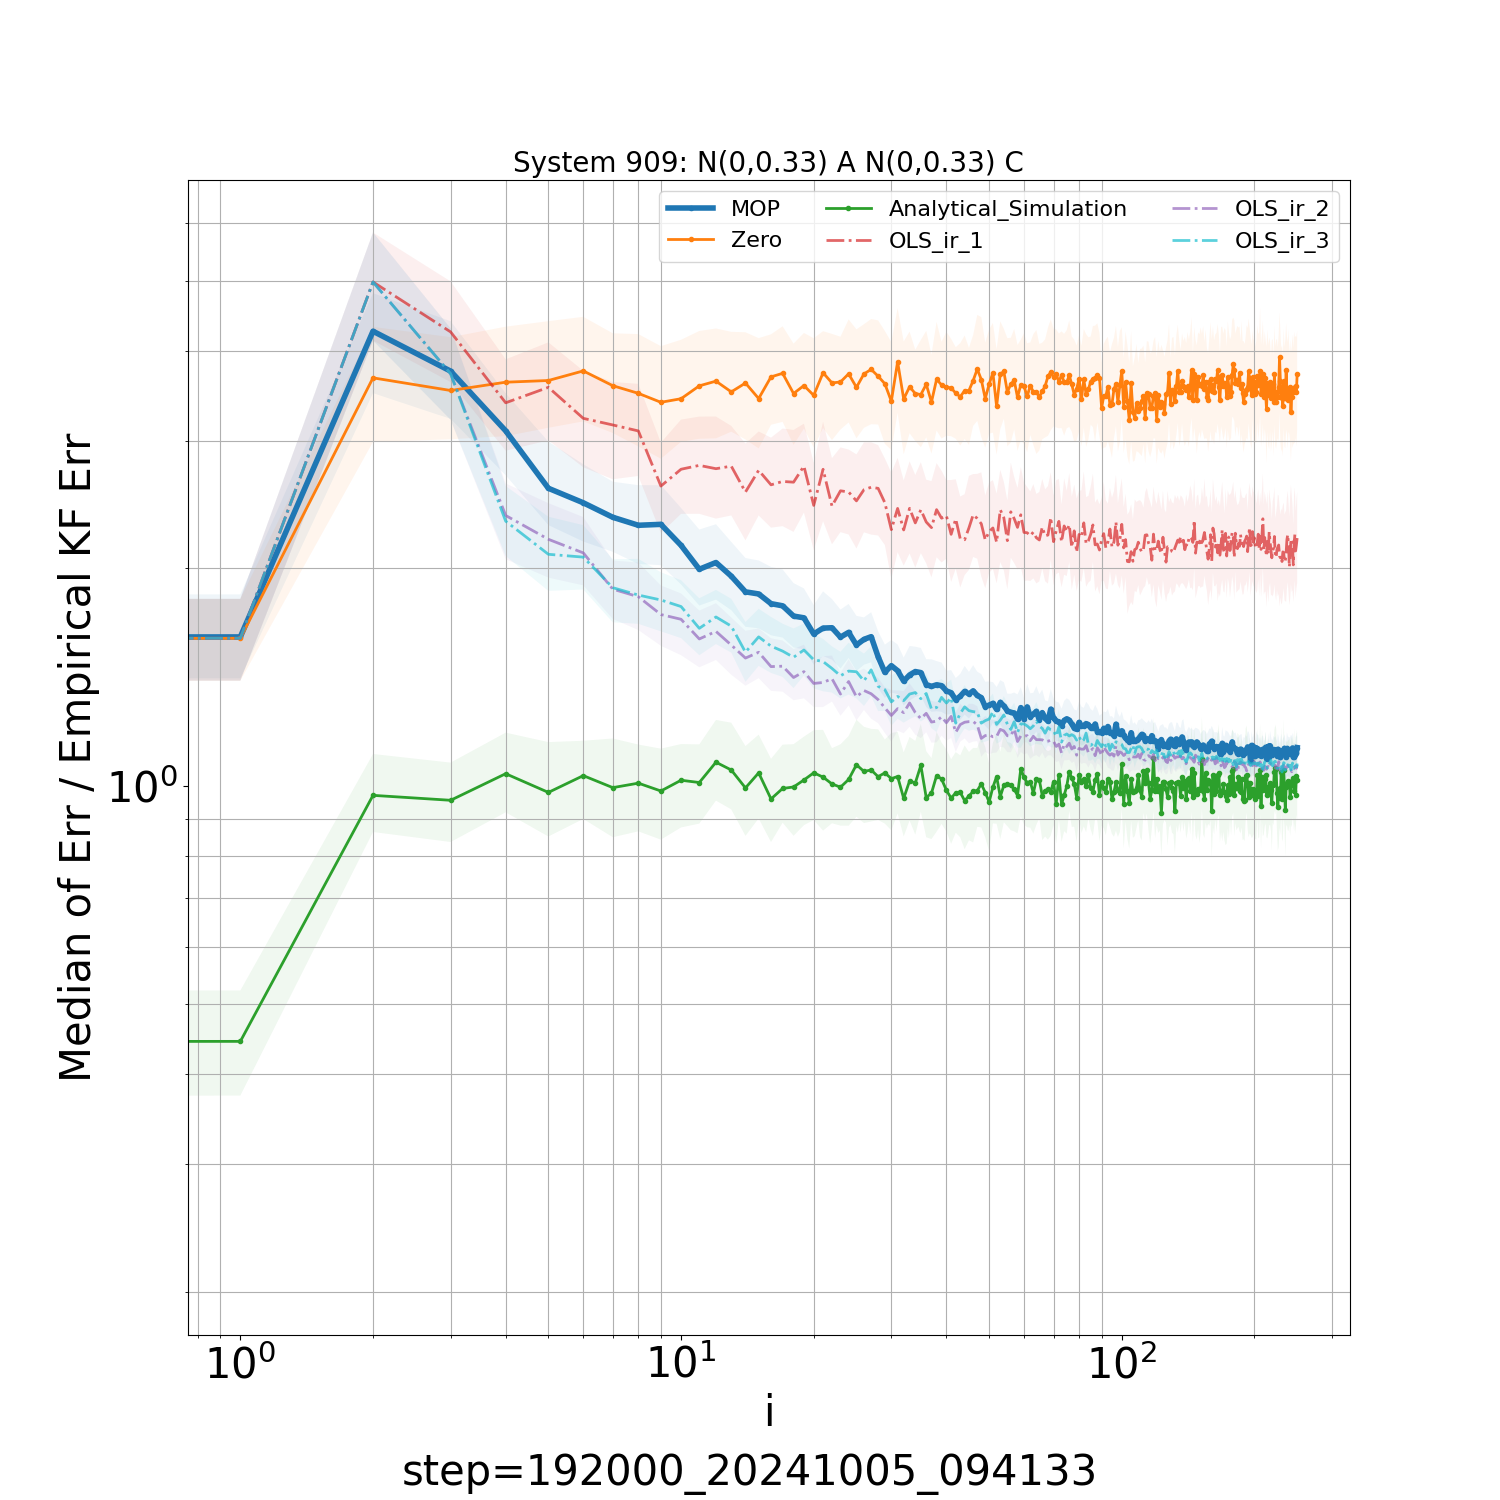 System 909: N(0,0.33) A N(0,0.33) C
MOP
Zero
Analytical_Simulation
OLS_ir_1
OLS_ir_2
OLS_ir_3
Median of Err / Empirical KF Err
10⁰
10⁰
10¹
10²
i
step=192000_20241005_094133